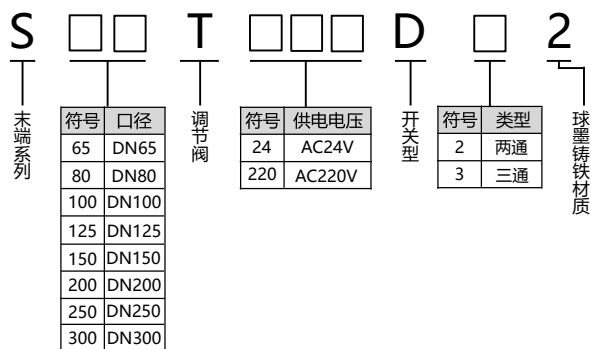 S □□ T □□□ D □ 2
末端系列
符号 口径
65 DN65
80 DN80
100 DN100
125 DN125
150 DN150
200 DN200
250 DN250
300 DN300
调节阀
符号 供电电压
24 AC24V
220 AC220V
开关型
符号 类型
2 两通
3 三通
球墨铸铁材质